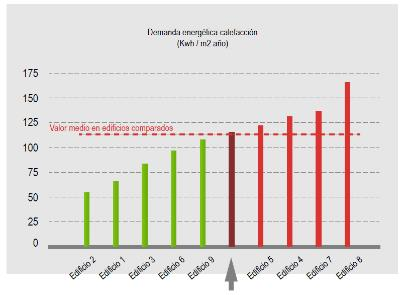 Demanda energética calefacción
(Kwh / m2 año)
175
150
125
Valor medio en edificios comparados
100
75
50
25
0
Edificio 2
Edificio 1
Edificio 3
Edificio 6
Edificio 9
Edificio 5
Edificio 4
Edificio 7
Edificio 8